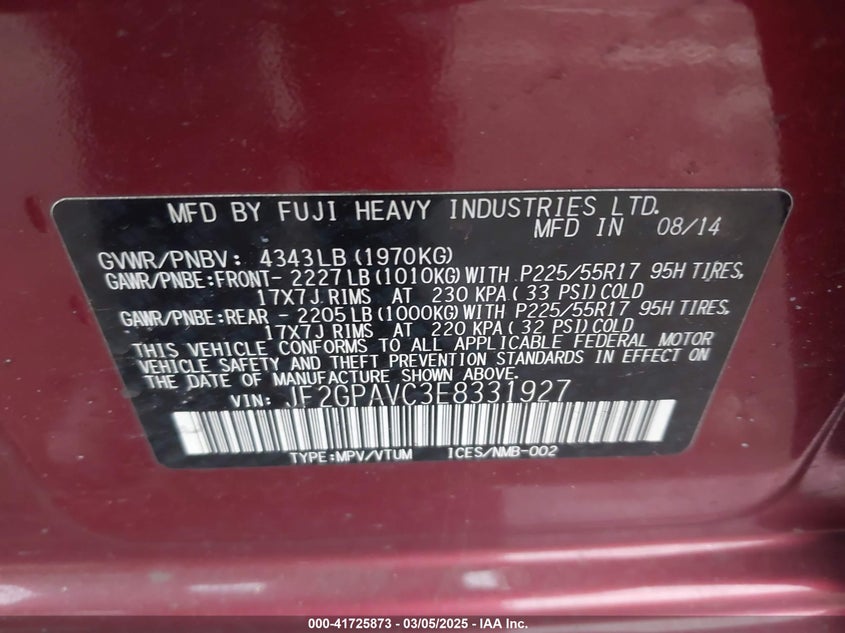 MFD BY FUJI HEAVY INDUSTRIES LTD.
MFD IN 08/14
GVWR/PNBV: 4343LB (1970KG)
GAWR/PNBE:FRONT- 2227LB (1010KG) WITH P225/55R17 95H TIRES,
17X7J RIMS AT 230 KPA ( 33 PSI) COLD
GAWR/PNBE:REAR - 2205LB (1000KG) WITH P225/55R17 95H TIRES,
17X7J RIMS AT 220 KPA ( 32 PSI) COLD
THIS VEHICLE CONFORMS TO ALL APPLICABLE FEDERAL MOTOR
VEHICLE SAFETY AND THEFT PREVENTION STANDARDS IN EFFECT ON
THE DATE OF MANUFACTURE SHOWN ABOVE.
VIN: JF2GPAVC3E8331927
TYPE:MPV/VTUM ICES/NMB-002
000-41725873 - 03/05/2025 - IAA Inc.